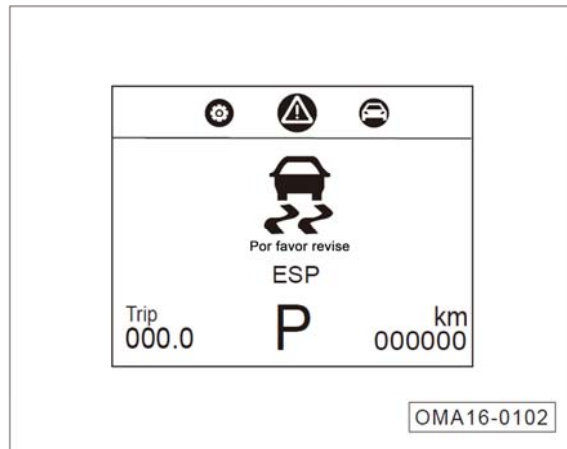 Por favor revise
ESP
Trip
000.0
P
km
000000
OMA16-0102